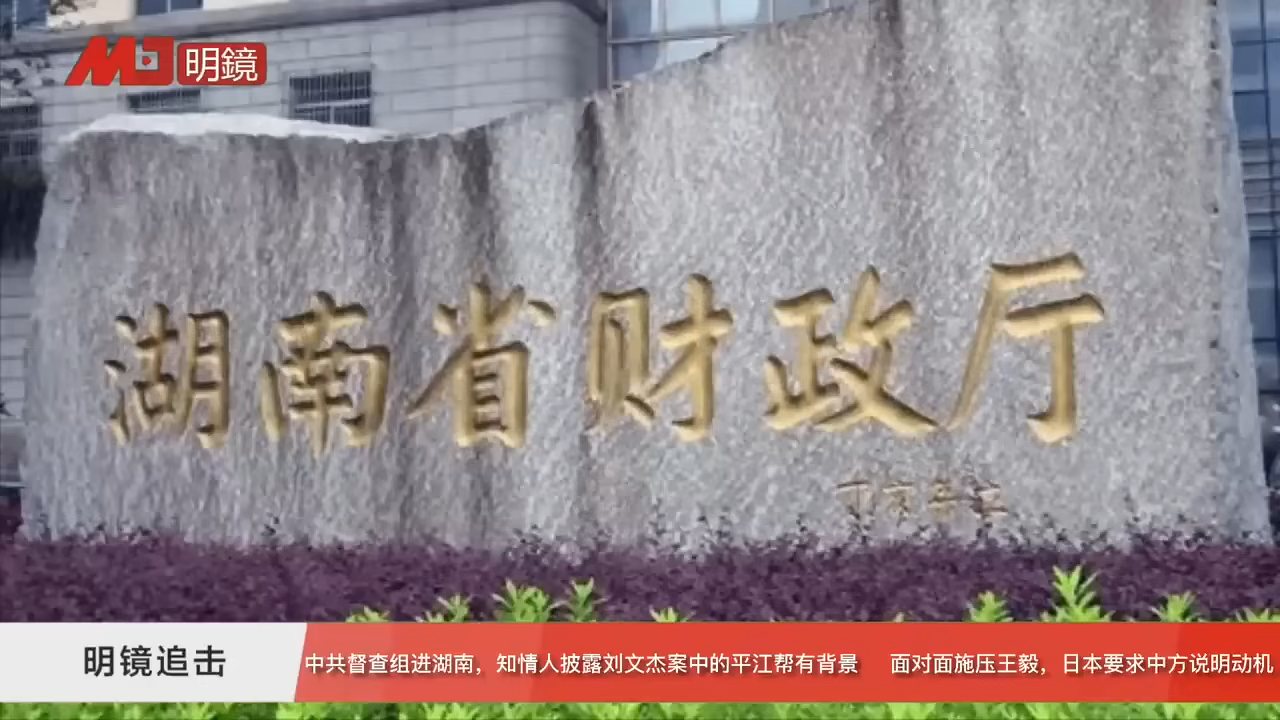 MJ 明鏡
湖南省财政厅
明镜追击
中共督查组进湖南，知情人披露刘文杰案中的平江帮有背景 面对面施压王毅，日本要求中方说明动机